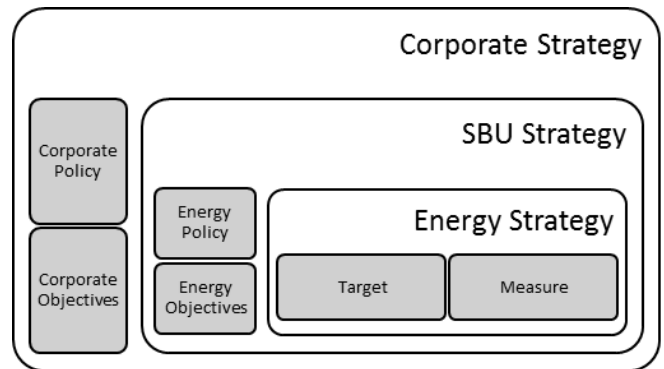 Corporate Strategy
SBU Strategy
Corporate
Policy
Energy
Policy
Energy Strategy
Corporate
Objectives
Energy
Objectives
Target
Measure